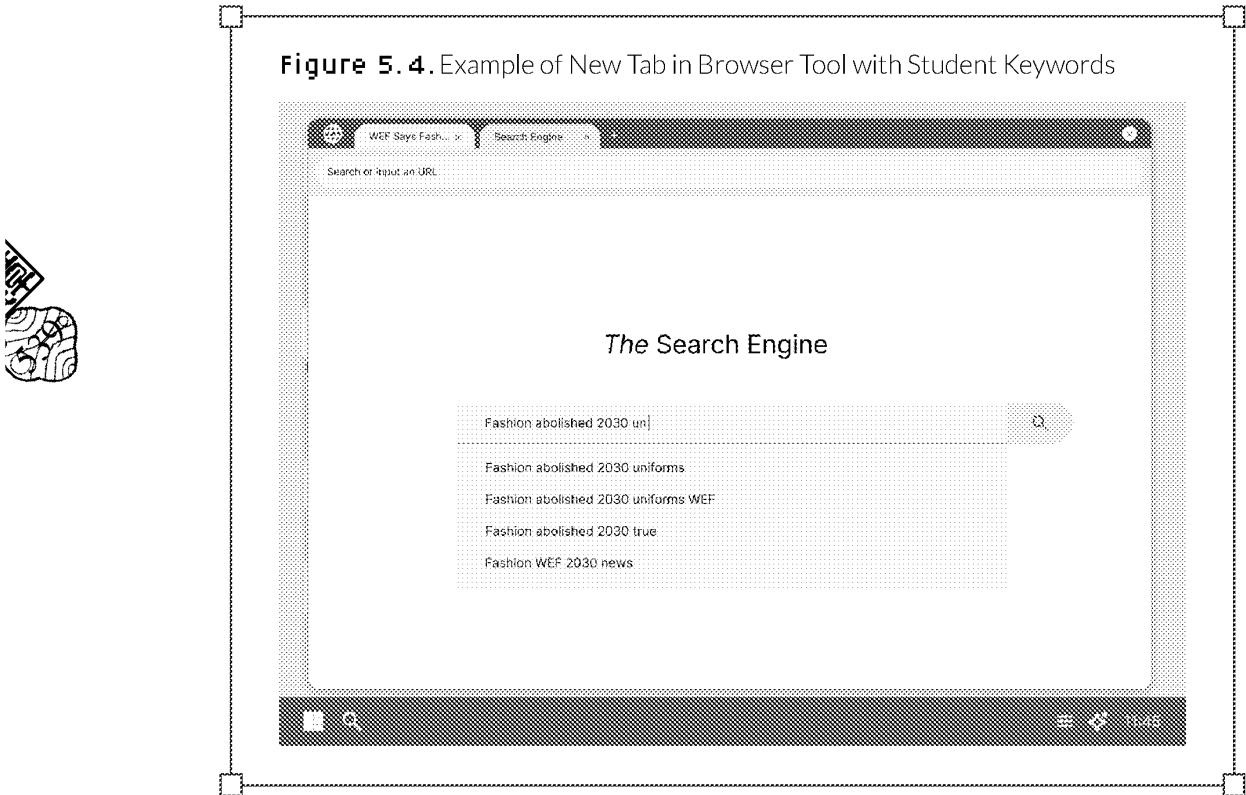 Figure 5.4. Example of New Tab in Browser Tool with Student Keywords
WEF Says Fash... ×
Search Engine ×
Search or input an URL
The Search Engine
Fashion abolished 2030 un
Fashion abolished 2030 uniforms
Fashion abolished 2030 uniforms WEF
Fashion abolished 2030 true
Fashion WEF 2030 news